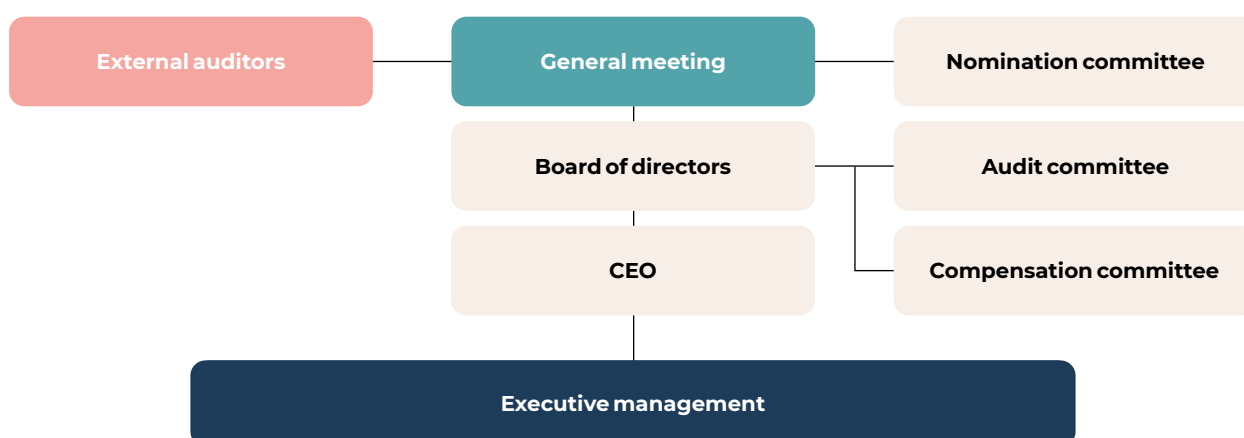 External auditors
General meeting
Nomination committee
Board of directors
Audit committee
CEO
Compensation committee
Executive management